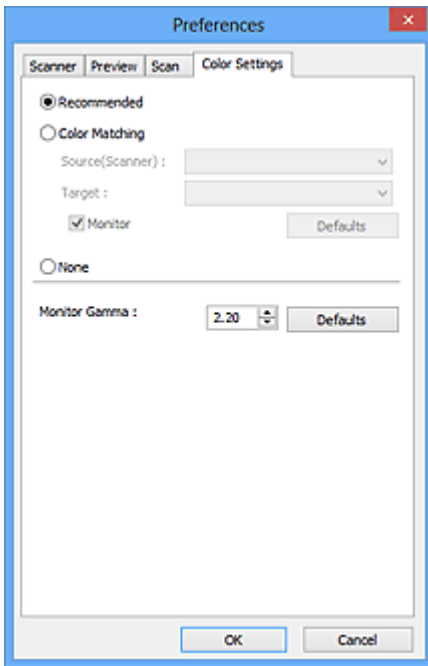 Preferences
Scanner Preview Scan Color Settings
Recommended
Color Matching
Source(Scanner) :
Target :
Monitor Defaults
None
Monitor Gamma : 2.20 Defaults
OK Cancel